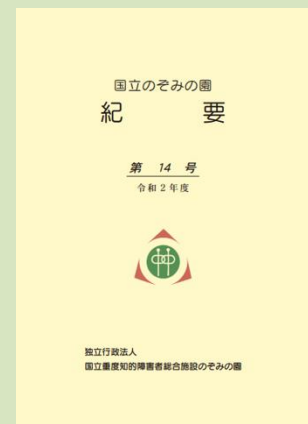 国立のぞみの園
紀 要
第 14 号
令和2年度
独立行政法人
国立重度知的障害者総合施設のぞみの園